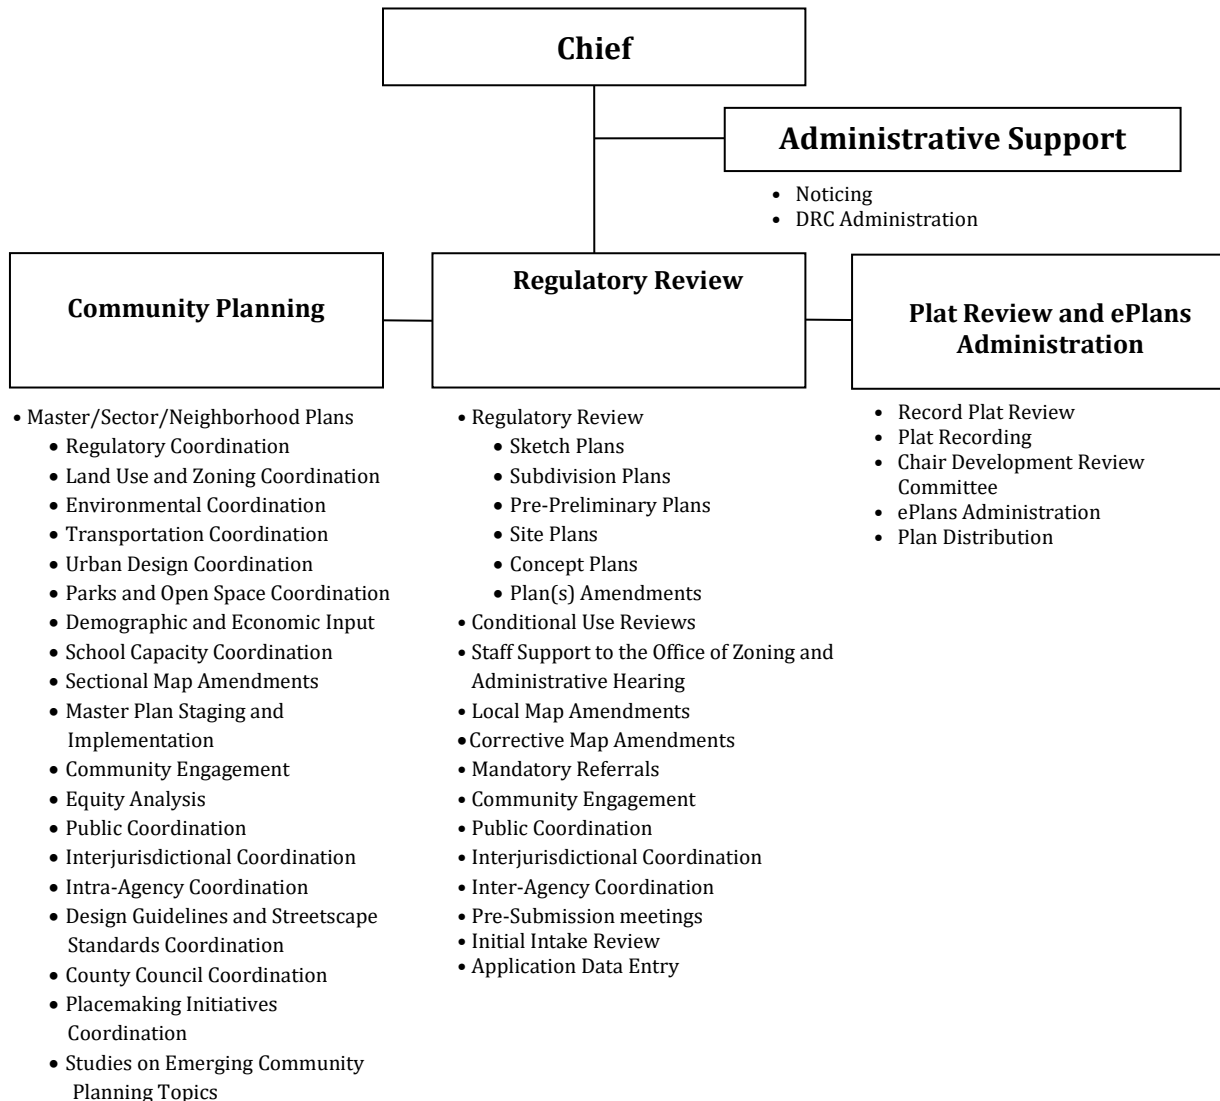 Chief
Administrative Support
• Noticing
• DRC Administration
Community Planning
• Master/Sector/Neighborhood Plans
• Regulatory Coordination
• Land Use and Zoning Coordination
• Environmental Coordination
• Transportation Coordination
• Urban Design Coordination
• Parks and Open Space Coordination
• Demographic and Economic Input
• School Capacity Coordination
• Sectional Map Amendments
• Master Plan Staging and
Implementation
• Community Engagement
• Equity Analysis
• Public Coordination
• Interjurisdictional Coordination
• Intra-Agency Coordination
• Design Guidelines and Streetscape
Standards Coordination
• County Council Coordination
• Placemaking Initiatives
Coordination
• Studies on Emerging Community
Planning Topics
Regulatory Review
• Regulatory Review
• Sketch Plans
• Subdivision Plans
• Pre-Preliminary Plans
• Site Plans
• Concept Plans
• Plan(s) Amendments
• Conditional Use Reviews
• Staff Support to the Office of Zoning and
Administrative Hearing
• Local Map Amendments
• Corrective Map Amendments
• Mandatory Referrals
• Community Engagement
• Public Coordination
• Interjurisdictional Coordination
• Inter-Agency Coordination
• Pre-Submission meetings
• Initial Intake Review
• Application Data Entry
Plat Review and ePlans
Administration
• Record Plat Review
• Plat Recording
• Chair Development Review
Committee
• ePlans Administration
• Plan Distribution